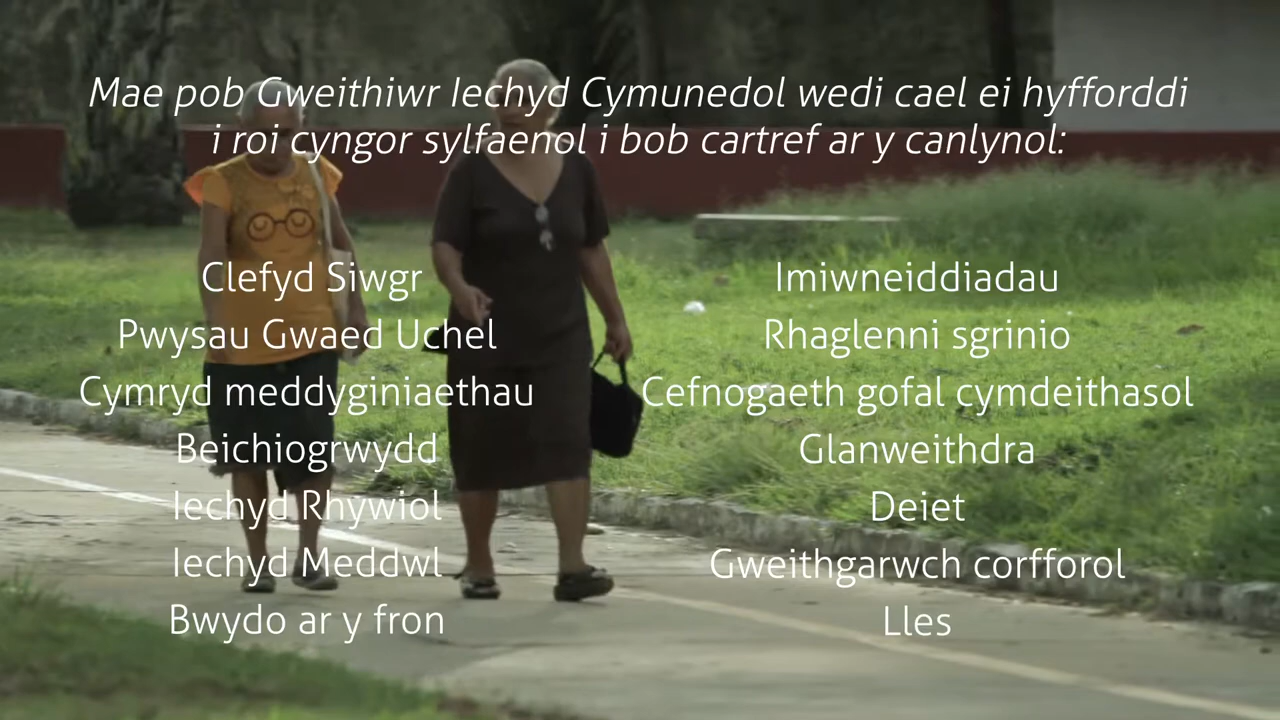 Mae pob Gweithiwr Iechyd Cymunedol wedi cael ei hyfforddi
i roi cyngor sylfaenol i bob cartref ar y canlynol:
Clefyd Siwgr
Pwysau Gwaed Uchel
Cymryd meddyginiaethau
Beichiogrwydd
Iechyd Rhywiol
Iechyd Meddwl
Bwydo ar y fron
Imiwneiddiadau
Rhaglenni sgrinio
Cefnogaeth gofal cymdeithasol
Glanweithdra
Deiet
Gweithgarwch corfforol
Lles